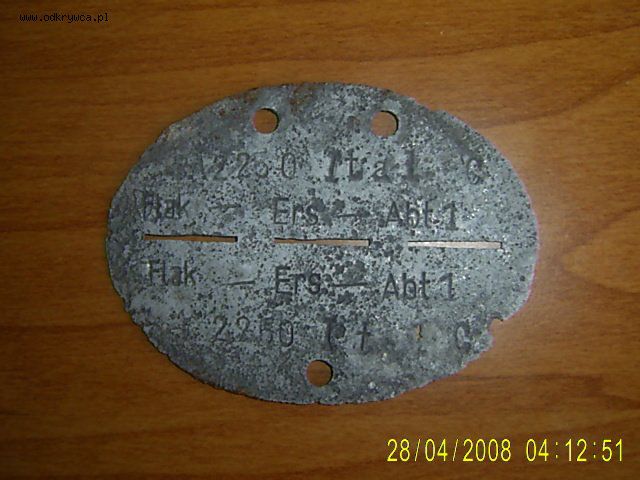 www.odkrywca.pl
2250 Ital C
Flak — Ers. — Abt 1
Flak — Ers. — Abt 1
2250 C
28/04/2008 04:12:51